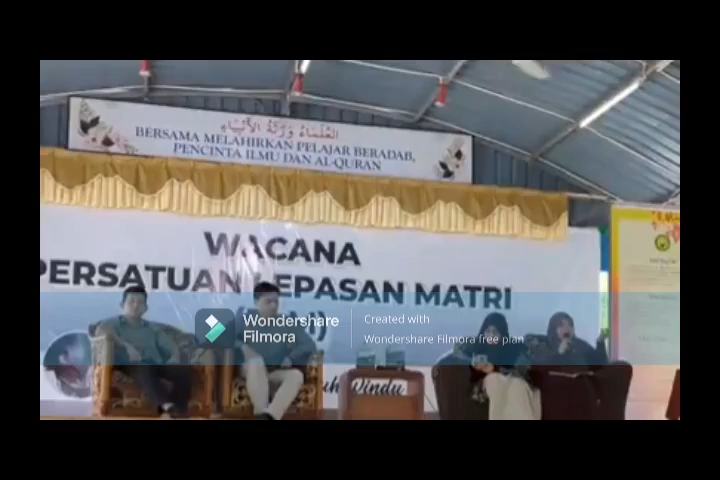 العلماء ورثة الأنبياء
BERSAMA MELAHIRKAN PELAJAR BERADAB,
PENCINTA ILMU DAN AL-QURAN
WACANA
PERSATUAN LEPASAN MATRI
Wondershare
Filmora
Created with
Wondershare Filmora free plan
Rindu